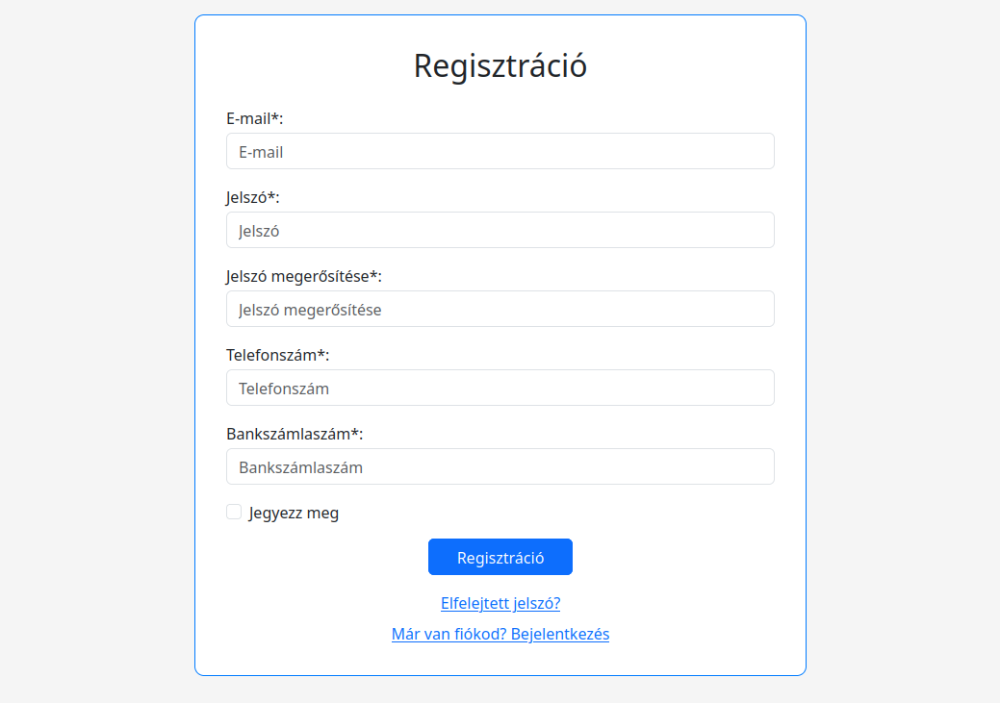 Regisztráció
E-mail*:
E-mail
Jelszó*:
Jelszó
Jelszó megerősítése*:
Jelszó megerősítése
Telefonszám*:
Telefonszám
Bankszámlaszám*:
Bankszámlaszám
Jegyezz meg
Regisztráció
Elfelejtett jelszó?
Már van fiókod? Bejelentkezés